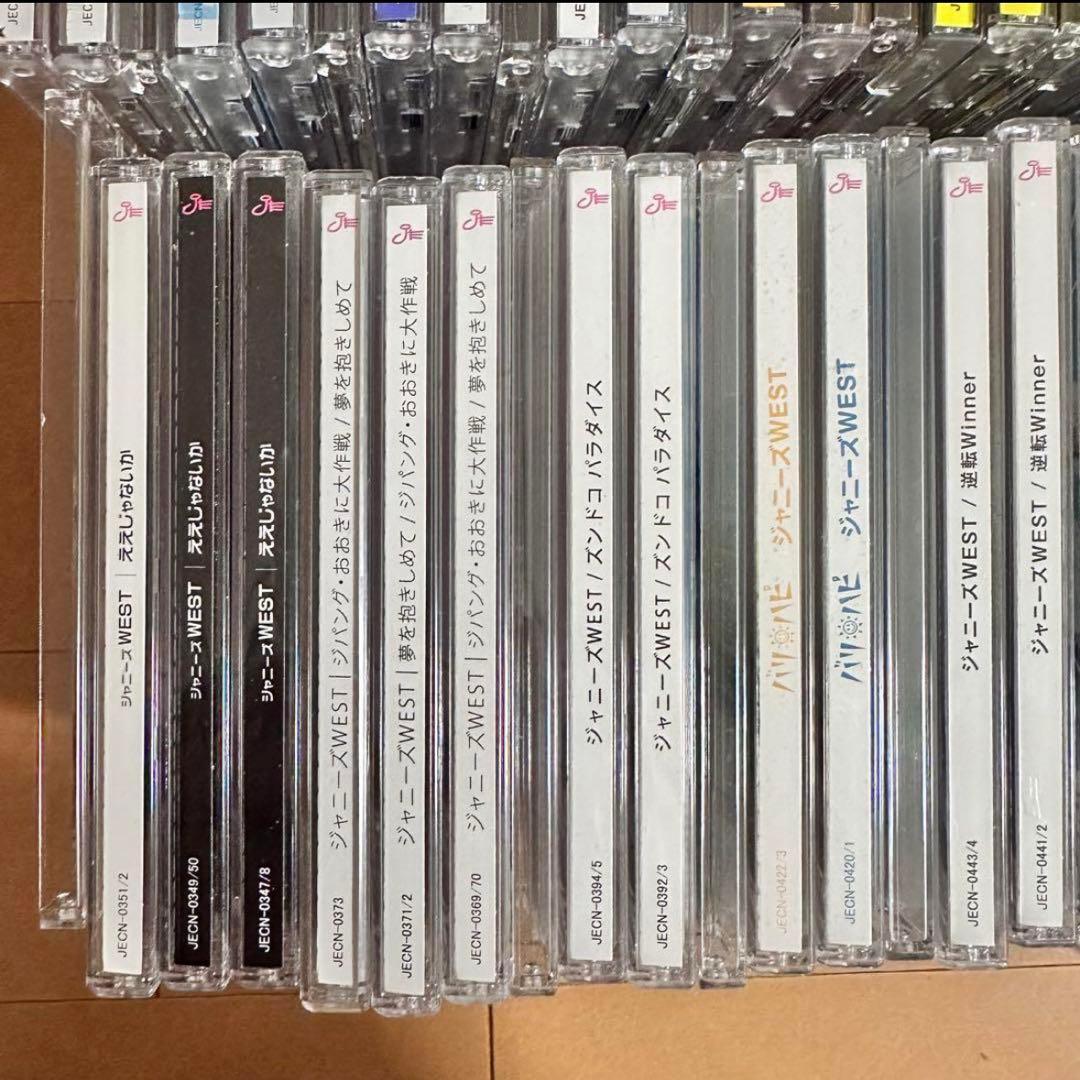 JEC
JECN
JECN
JEC
JEC
JEC
JECN-0351/2 ジャニーズWEST | ええじゃないか
JECN-0349/50 ジャニーズWEST | ええじゃないか
JECN-0347/8 ジャニーズWEST | ええじゃないか
JECN-0373 ジャニーズWEST | ジパング・おおきに大作戦 / 夢を抱きしめて
JECN-0371/2 ジャニーズWEST | 夢を抱きしめて / ジパング・おおきに大作戦
JECN-0369/70 ジャニーズWEST | ジパング・おおきに大作戦 / 夢を抱きしめて
JECN-0394/5 ジャニーズWEST / ズンドコ パラダイス
JECN-0392/3 ジャニーズWEST / ズンドコ パラダイス
JECN-0422/3 バリハピ ジャニーズWEST
JECN-0420/1 バリハピ ジャニーズWEST
JECN-0443/4 ジャニーズWEST / 逆転Winner
JECN-0441/2 ジャニーズWEST / 逆転Winner